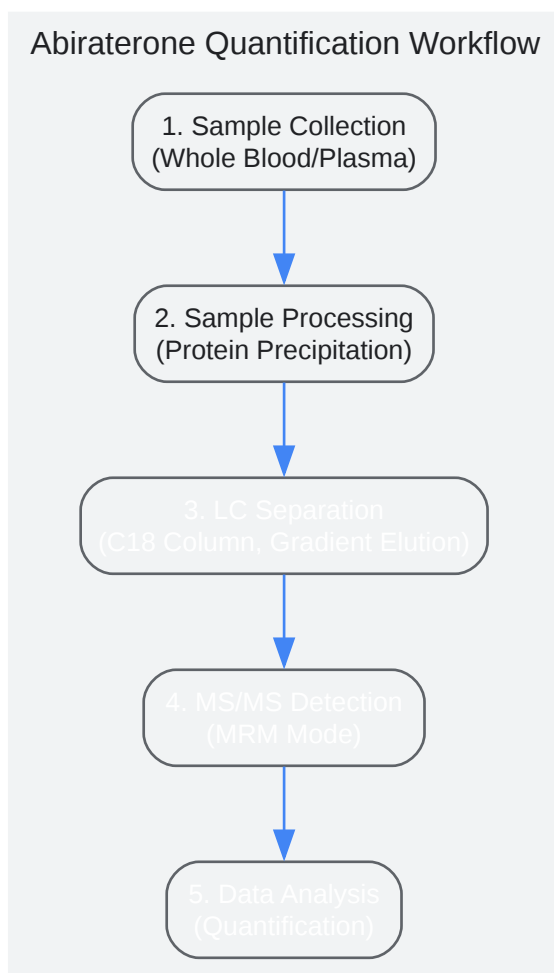 Abiraterone Quantification Workflow
1. Sample Collection
(Whole Blood/Plasma)
2. Sample Processing
(Protein Precipitation)
3. LC Separation
(C18 Column, Gradient Elution)
4. MS/MS Detection
(MRM Mode)
5. Data Analysis
(Quantification)